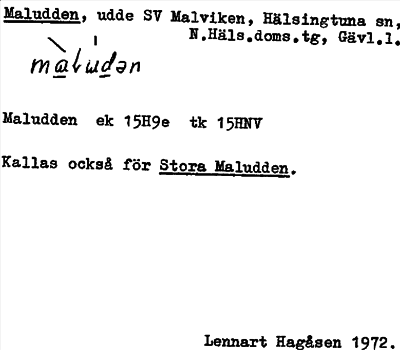 Maludden, udde SV Malviken, Hälsingtuna sn,
N.Häls.doms.tg, Gävl.l.
màlúdən
Maludden ek 15H9e tk 15HNV
Kallas också för Stora Maludden.
Lennart Hagåsen 1972.